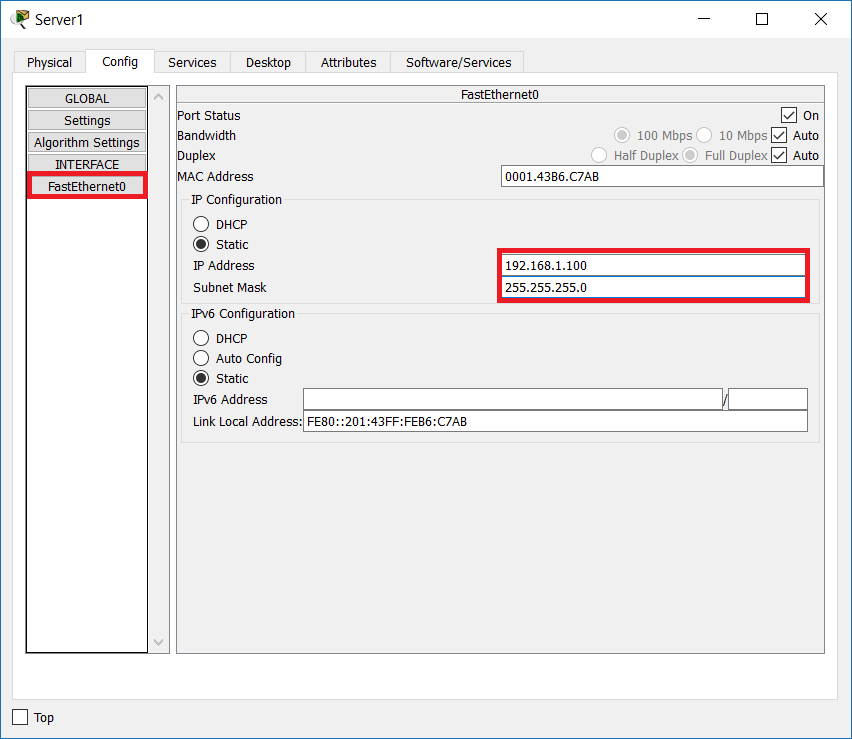 Server1
Physical Config Services Desktop Attributes Software/Services
GLOBAL
Settings
Algorithm Settings
INTERFACE
FastEthernet0
FastEthernet0
Port Status On
Bandwidth 100 Mbps 10 Mbps Auto
Duplex Half Duplex Full Duplex Auto
MAC Address 0001.43B6.C7AB
IP Configuration
DHCP
Static
IP Address 192.168.1.100
Subnet Mask 255.255.255.0
IPv6 Configuration
DHCP
Auto Config
Static
IPv6 Address /
Link Local Address: FE80::201:43FF:FEB6:C7AB
Top